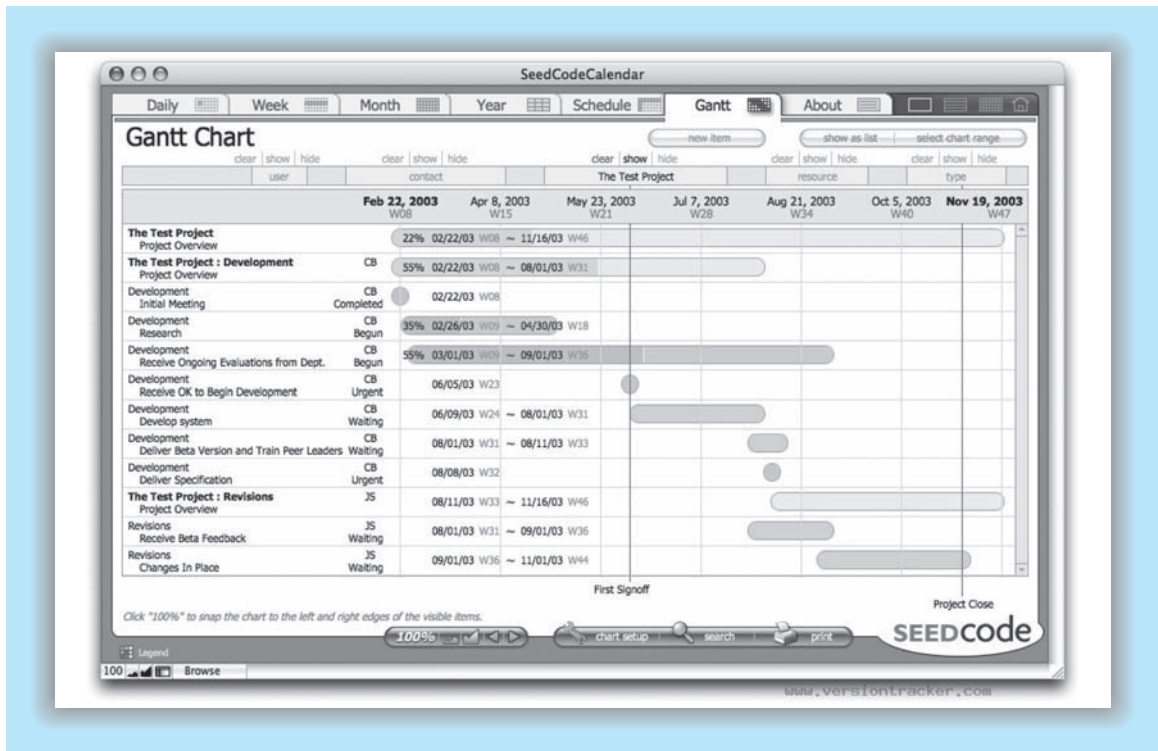 SeedCodeCalendar
Daily Week Month Year Schedule Gantt About
Gantt Chart
new item show as list select chart range
clear show hide clear show hide clear show hide clear show hide clear show hide
user contact The Test Project resource type
Feb 22, 2003 Apr 8, 2003 May 23, 2003 Jul 7, 2003 Aug 21, 2003 Oct 5, 2003 Nov 19, 2003
W08 W15 W21 W28 W34 W40 W47
The Test Project
Project Overview
22% 02/22/03 W08 ~ 11/16/03 W46
The Test Project : Development CB
Project Overview
55% 02/22/03 W08 ~ 08/01/03 W31
Development CB
Initial Meeting Completed
02/22/03 W08
Development CB
Research Begun
35% 02/26/03 W09 ~ 04/30/03 W18
Development CB
Receive Ongoing Evaluations from Dept. Begun
55% 03/01/03 W09 ~ 09/01/03 W36
Development CB
Receive OK to Begin Development Urgent
06/05/03 W23
Development CB
Develop system Waiting
06/09/03 W24 ~ 08/01/03 W31
Development CB
Deliver Beta Version and Train Peer Leaders Waiting
08/01/03 W31 ~ 08/11/03 W33
Development CB
Deliver Specification Urgent
08/08/03 W32
The Test Project : Revisions JS
Project Overview
08/11/03 W33 ~ 11/16/03 W46
Revisions JS
Receive Beta Feedback Waiting
08/01/03 W31 ~ 09/01/03 W36
Revisions JS
Changes In Place Waiting
09/01/03 W36 ~ 11/01/03 W44
First Signoff
Project Close
Click "100%" to snap the chart to the left and right edges of the visible items.
100% chart setup search print
SEEDCode
Legend
100 Browse
www.versiontracker.com